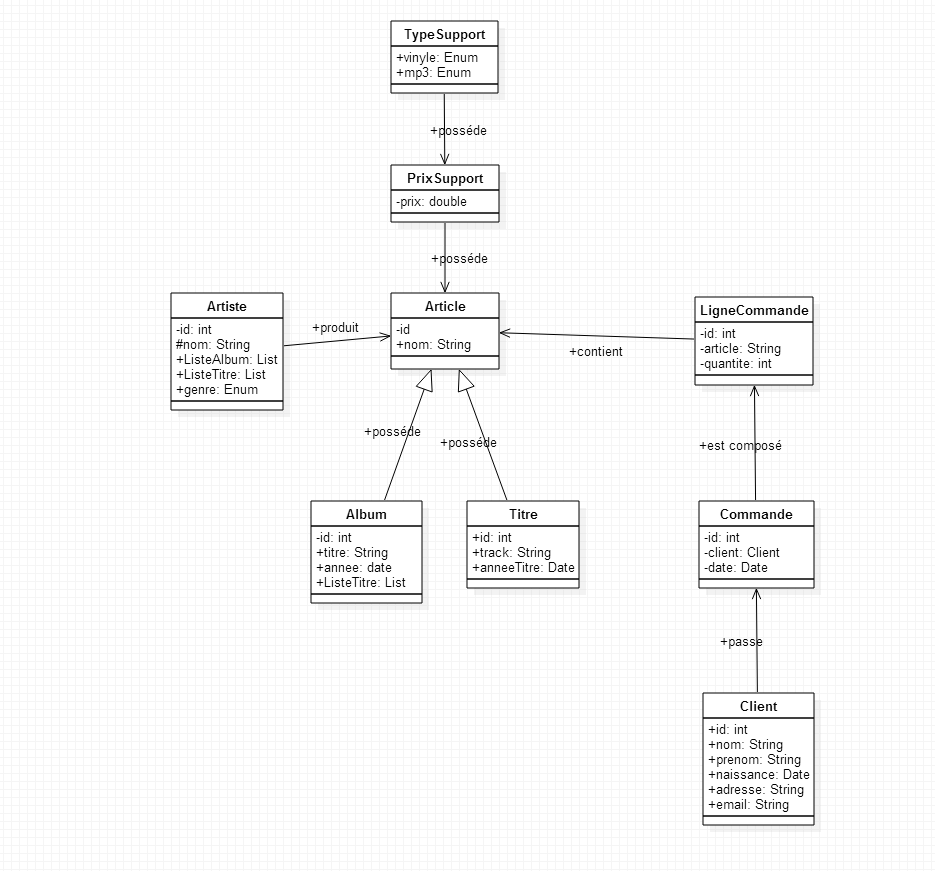 TypeSupport
+vinyle: Enum
+mp3: Enum
+posséde
PrixSupport
-prix: double
+posséde
Artiste
-id: int
#nom: String
+ListeAlbum: List
+ListeTitre: List
+genre: Enum
+produit
Article
-id
+nom: String
+contient
LigneCommande
-id: int
-article: String
-quantite: int
+posséde
+posséde
+est composé
Album
-id: int
+titre: String
+annee: date
+ListeTitre: List
Titre
+id: int
+track: String
+anneeTitre: Date
Commande
-id: int
-client: Client
-date: Date
+passe
Client
+id: int
+nom: String
+prenom: String
+naissance: Date
+adresse: String
+email: String